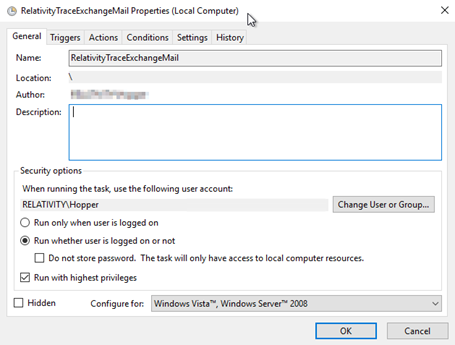 RelativityTraceExchangeMail Properties (Local Computer)
General Triggers Actions Conditions Settings History
Name: RelativityTraceExchangeMail
Location: \
Author:
Description:
Security options
When running the task, use the following user account:
RELATIVITY\Hopper Change User or Group...
Run only when user is logged on
Run whether user is logged on or not
Do not store password. The task will only have access to local computer resources.
Run with highest privileges
Hidden Configure for: Windows Vista™, Windows Server™ 2008
OK Cancel